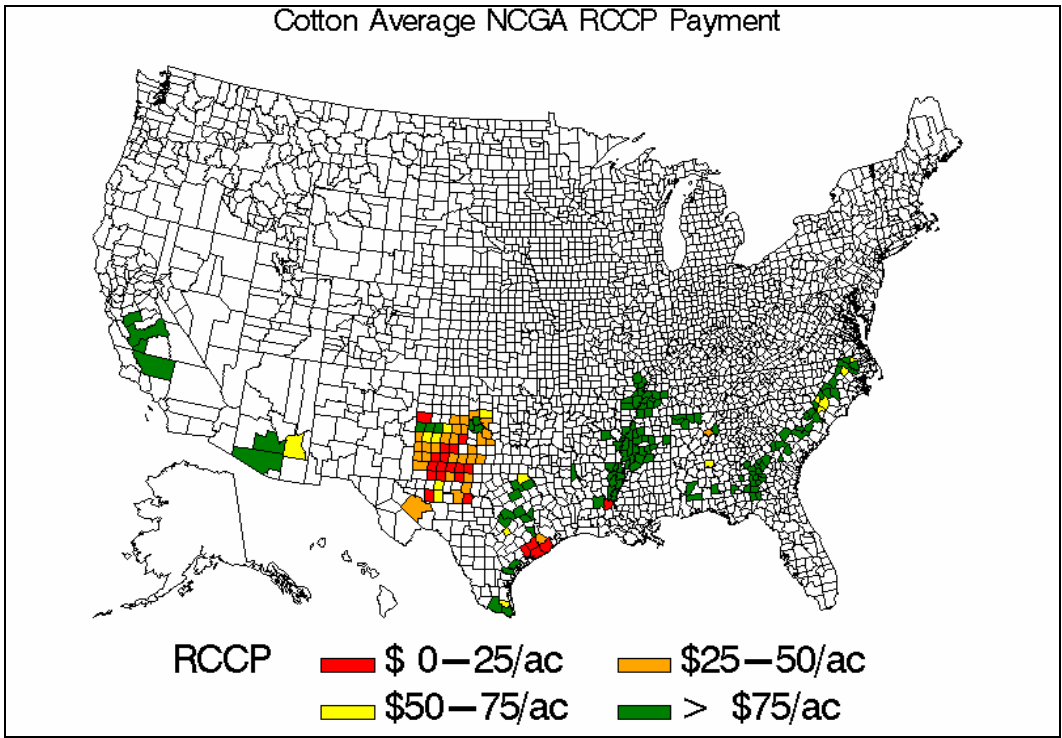 Cotton Average NCGA RCCP Payment
RCCP $ 0–25/ac $25–50/ac
$50–75/ac > $75/ac